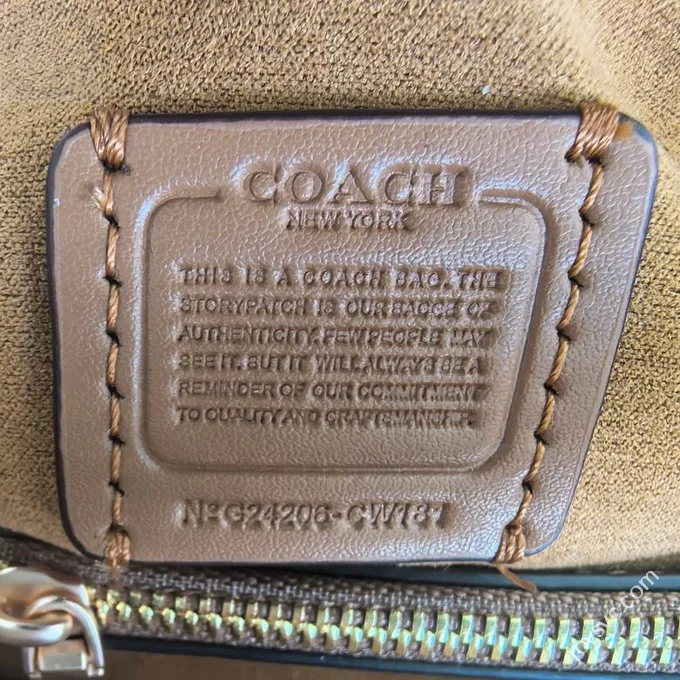 COACH
NEW YORK
THIS IS A COACH BAG. THE
STORYPATCH IS OUR BADGE OF
AUTHENTICITY. FEW PEOPLE MAY
SEE IT. BUT IT WILL ALWAYS BE A
REMINDER OF OUR COMMITMENT
TO QUALITY AND CRAFTSMANSHIP.
Nº G24206-CW181